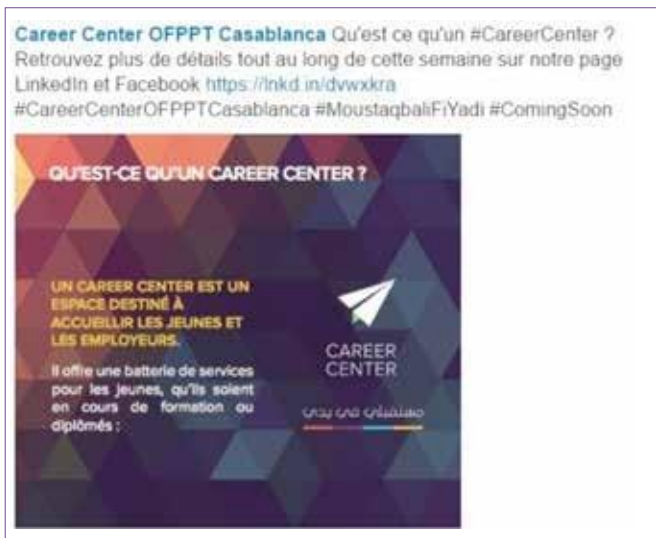 Career Center OFPPT Casablanca Qu'est ce qu'un #CareerCenter ?
Retrouvez plus de détails tout au long de cette semaine sur notre page
LinkedIn et Facebook https://lnkd.in/dvwxkra
#CareerCenterOFPPTCasablanca #MoustaqbaliFiYadi #ComingSoon
QU'EST-CE QU'UN CAREER CENTER ?
UN CAREER CENTER EST UN
ESPACE DESTINÉ À
ACCUEILLIR LES JEUNES ET
LES EMPLOYEURS.
Il offre une batterie de services
pour les jeunes, qu'ils soient
en cours de formation ou
diplômés :
CAREER
CENTER
مستقبلي في يدي